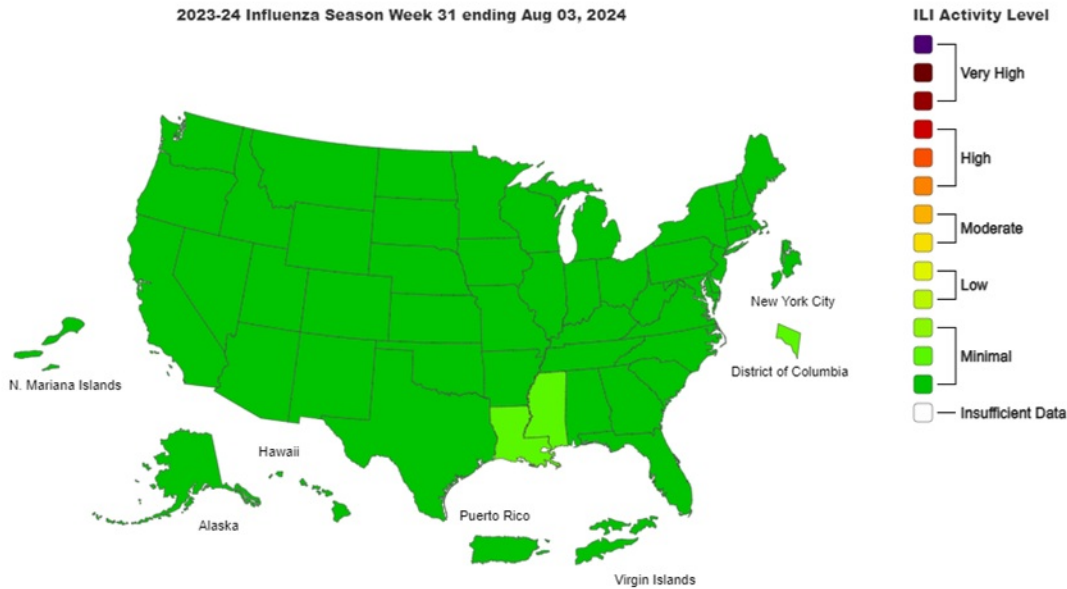 2023-24 Influenza Season Week 31 ending Aug 03, 2024
ILI Activity Level
Very High
High
Moderate
Low
Minimal
Insufficient Data
New York City
District of Columbia
N. Mariana Islands
Hawaii
Alaska
Puerto Rico
Virgin Islands